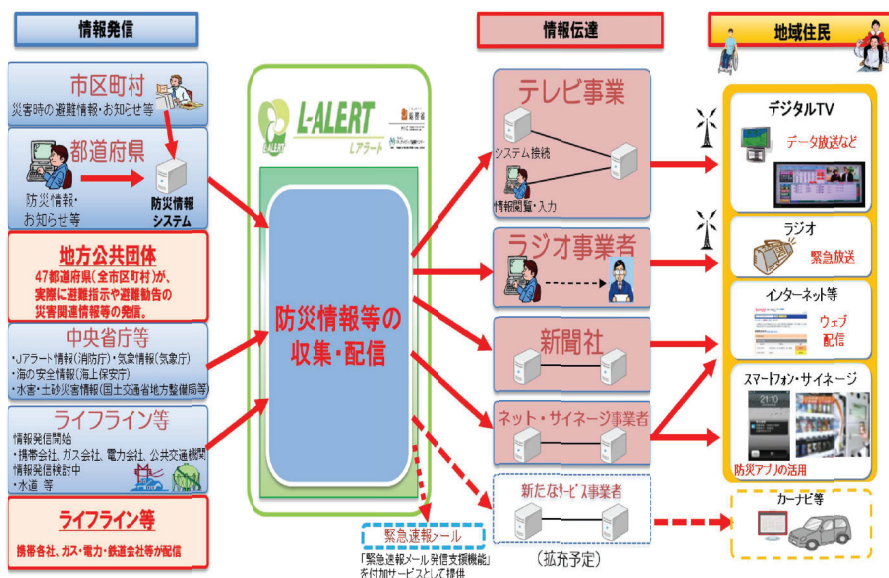 情報発信
市区町村
災害時の避難情報・お知らせ等
都道府県
防災情報・
お知らせ等
防災情報
システム
地方公共団体
47都道府県(全市区町村)が、
実際に避難指示や避難勧告の
災害関連情報等の発信。
中央省庁等
・Jアラート情報(消防庁)・気象情報(気象庁)
・海の安全情報(海上保安庁)
・水害・土砂災害情報(国土交通省地方整備局等)
ライフライン等
情報発信開始
・携帯会社、ガス会社、電力会社、公共交通機関
情報発信検討中
・水道 等
ライフライン等
携帯各社、ガス・電力・鉄道会社等が配信
L-ALERT
Lアラート
L-ALERT
総務省
防災情報等の
収集・配信
緊急速報メール
「緊急速報メール発信支援機能」
を付加サービスとして提供
情報伝達
テレビ事業
システム接続
情報閲覧・入力
ラジオ事業者
新聞社
ネット・サイネージ事業者
新たなサービス事業者
(拡充予定)
地域住民
デジタルTV
データ放送など
ラジオ
緊急放送
インターネット等
ウェブ
配信
スマートフォン・サイネージ
防災アプリの活用
カーナビ等